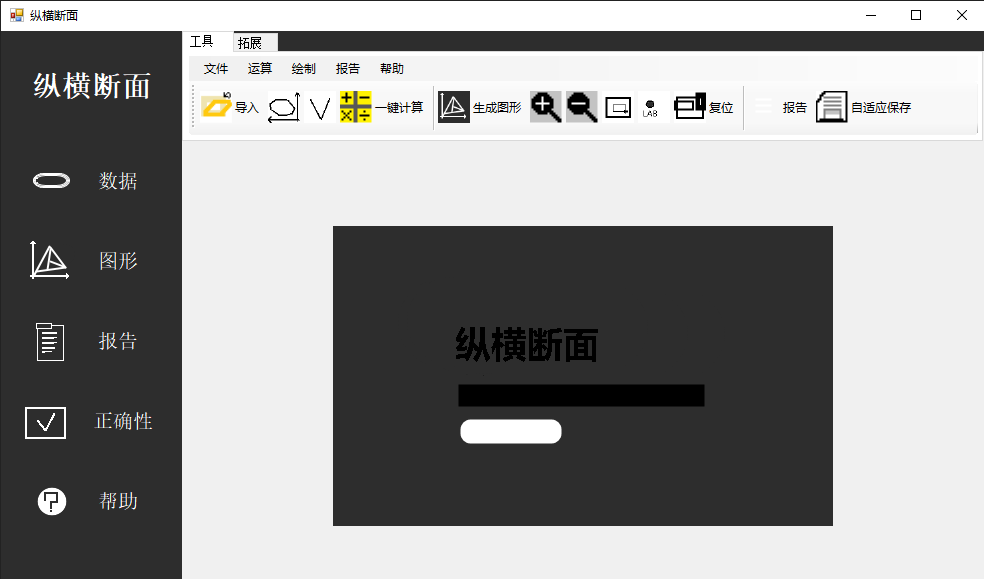 纵横断面
工具 拓展
文件 运算 绘制 报告 帮助
导入 一键计算 生成图形 LAB 复位 报告 自适应保存
纵横断面
数据
图形
报告
正确性
帮助
纵横断面